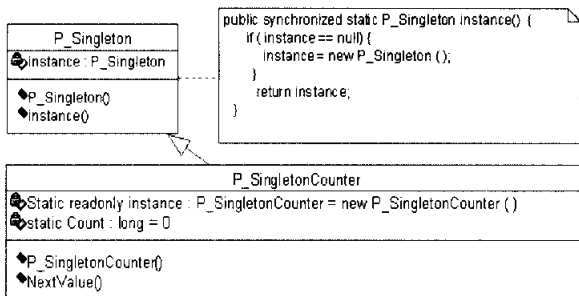 P_Singleton
instance : P_Singleton
P_Singleton()
instance()
public synchronized static P_Singleton instance() {
if ( instance == null) {
instance = new P_Singleton ( );
}
return instance;
}
P_SingletonCounter
Static readonly instance : P_SingletonCounter = new P_SingletonCounter ( )
static Count : long = 0
P_SingletonCounter()
NextValue()